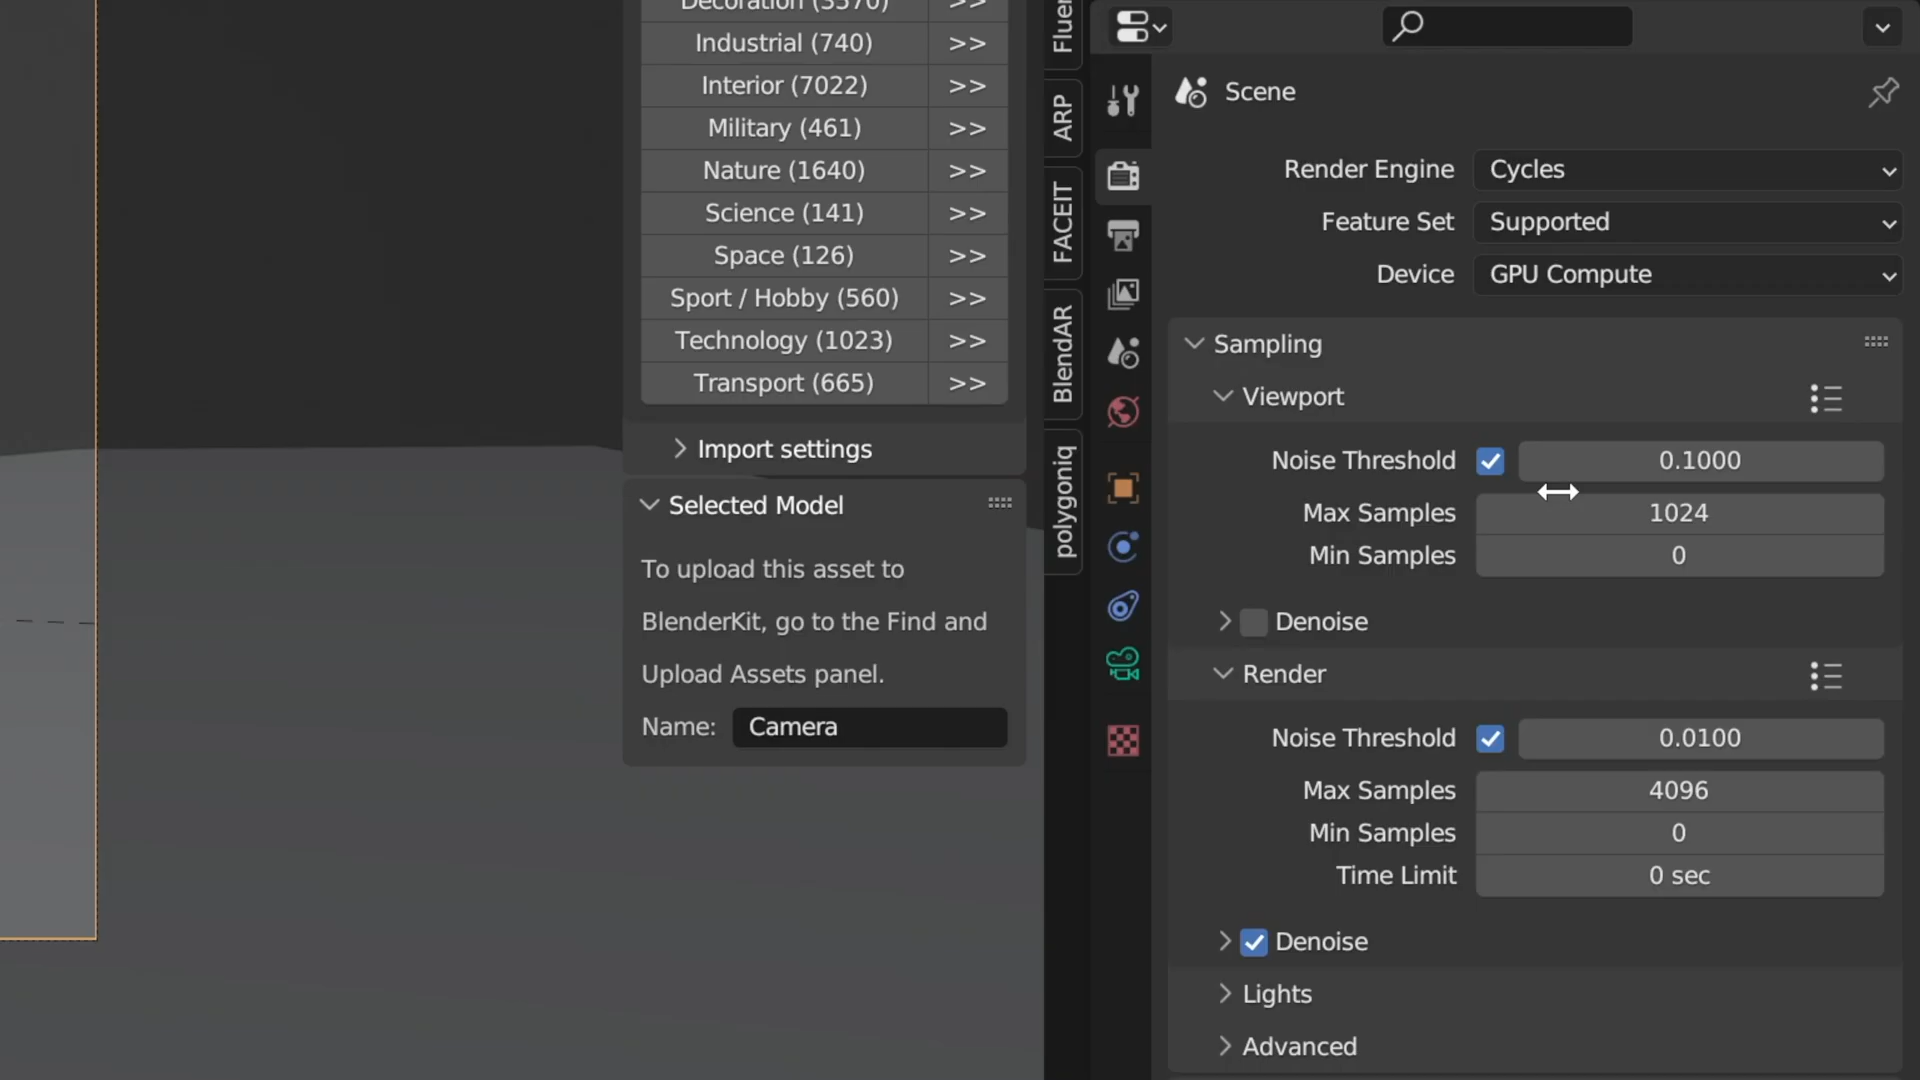 Decoration (3570) >>
Industrial (740) >>
Interior (7022) >>
Military (461) >>
Nature (1640) >>
Science (141) >>
Space (126) >>
Sport / Hobby (560) >>
Technology (1023) >>
Transport (665) >>
Import settings
Selected Model
To upload this asset to
BlenderKit, go to the Find and
Upload Assets panel.
Name: Camera
ARP
FACEIT
BlendAR
polygoniq
Scene
Render Engine Cycles
Feature Set Supported
Device GPU Compute
Sampling
Viewport
Noise Threshold 0.1000
Max Samples 1024
Min Samples 0
Denoise
Render
Noise Threshold 0.0100
Max Samples 4096
Min Samples 0
Time Limit 0 sec
Denoise
Lights
Advanced